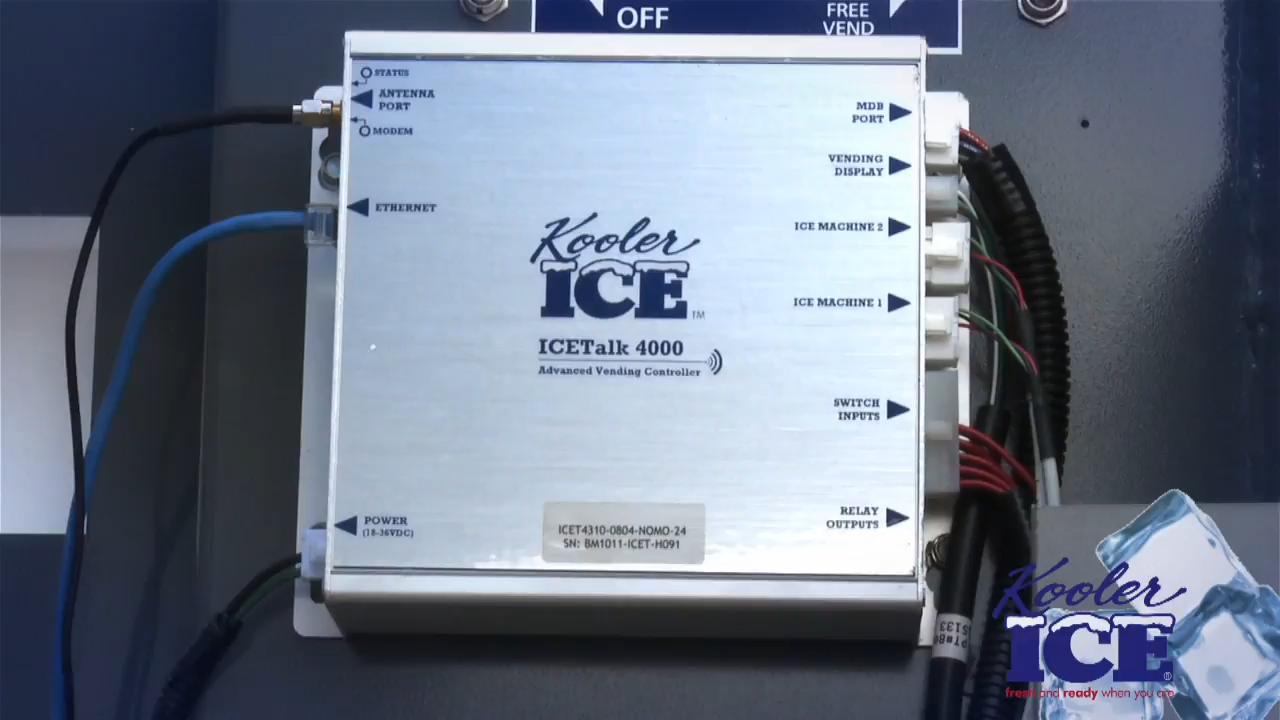 OFF
FREE
VEND
STATUS
ANTENNA
PORT
MODEM
ETHERNET
POWER
(18-36VDC)
Kooler
ICE™
ICETalk 4000
Advanced Vending Controller
MDB
PORT
VENDING
DISPLAY
ICE MACHINE 2
ICE MACHINE 1
SWITCH
INPUTS
RELAY
OUTPUTS
ICET4310-0804-NOMO-24
SN: BM1011-ICET-H091
Kooler
ICE®
fresh and ready when you are